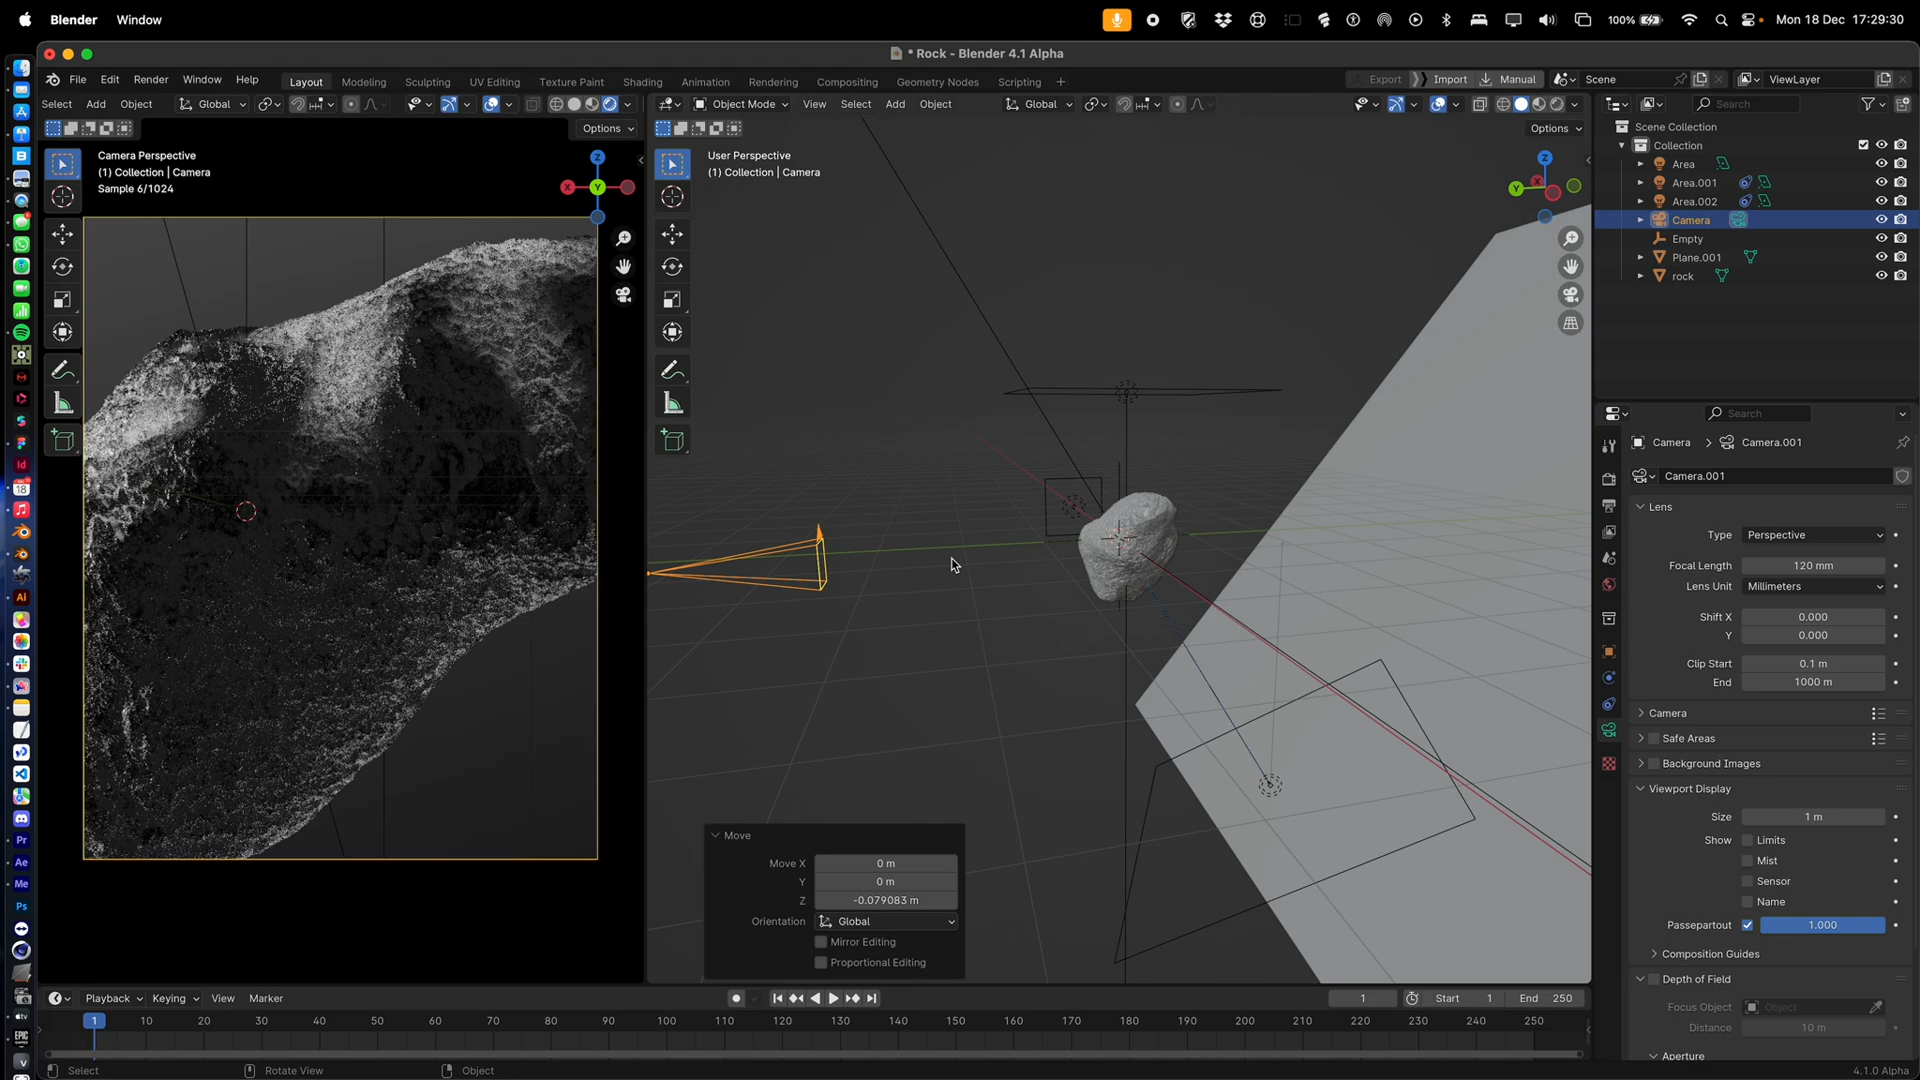 Blender Window 100% Mon 18 Dec 17:29:30
* Rock - Blender 4.1 Alpha
File Edit Render Window Help Layout Modeling Sculpting UV Editing Texture Paint Shading Animation Rendering Compositing Geometry Nodes Scripting + Export Import Manual Scene ViewLayer
Select Add Object Global Object Mode View Select Add Object Global Search
Options Options
Scene Collection
Collection
Area
Area.001
Area.002
Camera
Empty
Plane.001
rock
Camera Perspective
(1) Collection | Camera
Sample 6/1024
User Perspective
(1) Collection | Camera
Z
X
Y
Z
Y
Search
Camera Camera.001
Camera.001
Lens
Type Perspective
Focal Length 120 mm
Lens Unit Millimeters
Shift X 0.000
Y 0.000
Clip Start 0.1 m
End 1000 m
Camera
Safe Areas
Background Images
Viewport Display
Size 1 m
Show Limits
Mist
Sensor
Name
Passepartout 1.000
Composition Guides
Depth of Field
Focus Object Object
Distance 10 m
Aperture
Move
Move X 0 m
Y 0 m
Z -0.079083 m
Orientation Global
Mirror Editing
Proportional Editing
Playback Keying View Marker 1 Start 1 End 250
1 10 20 30 40 50 60 70 80 90 100 110 120 130 140 150 160 170 180 190 200 210 220 230 240 250
Select Rotate View Object 4.1.0 Alpha
Id
18
Ai
Pr
Ae
Me
Ps
tv
EPIC